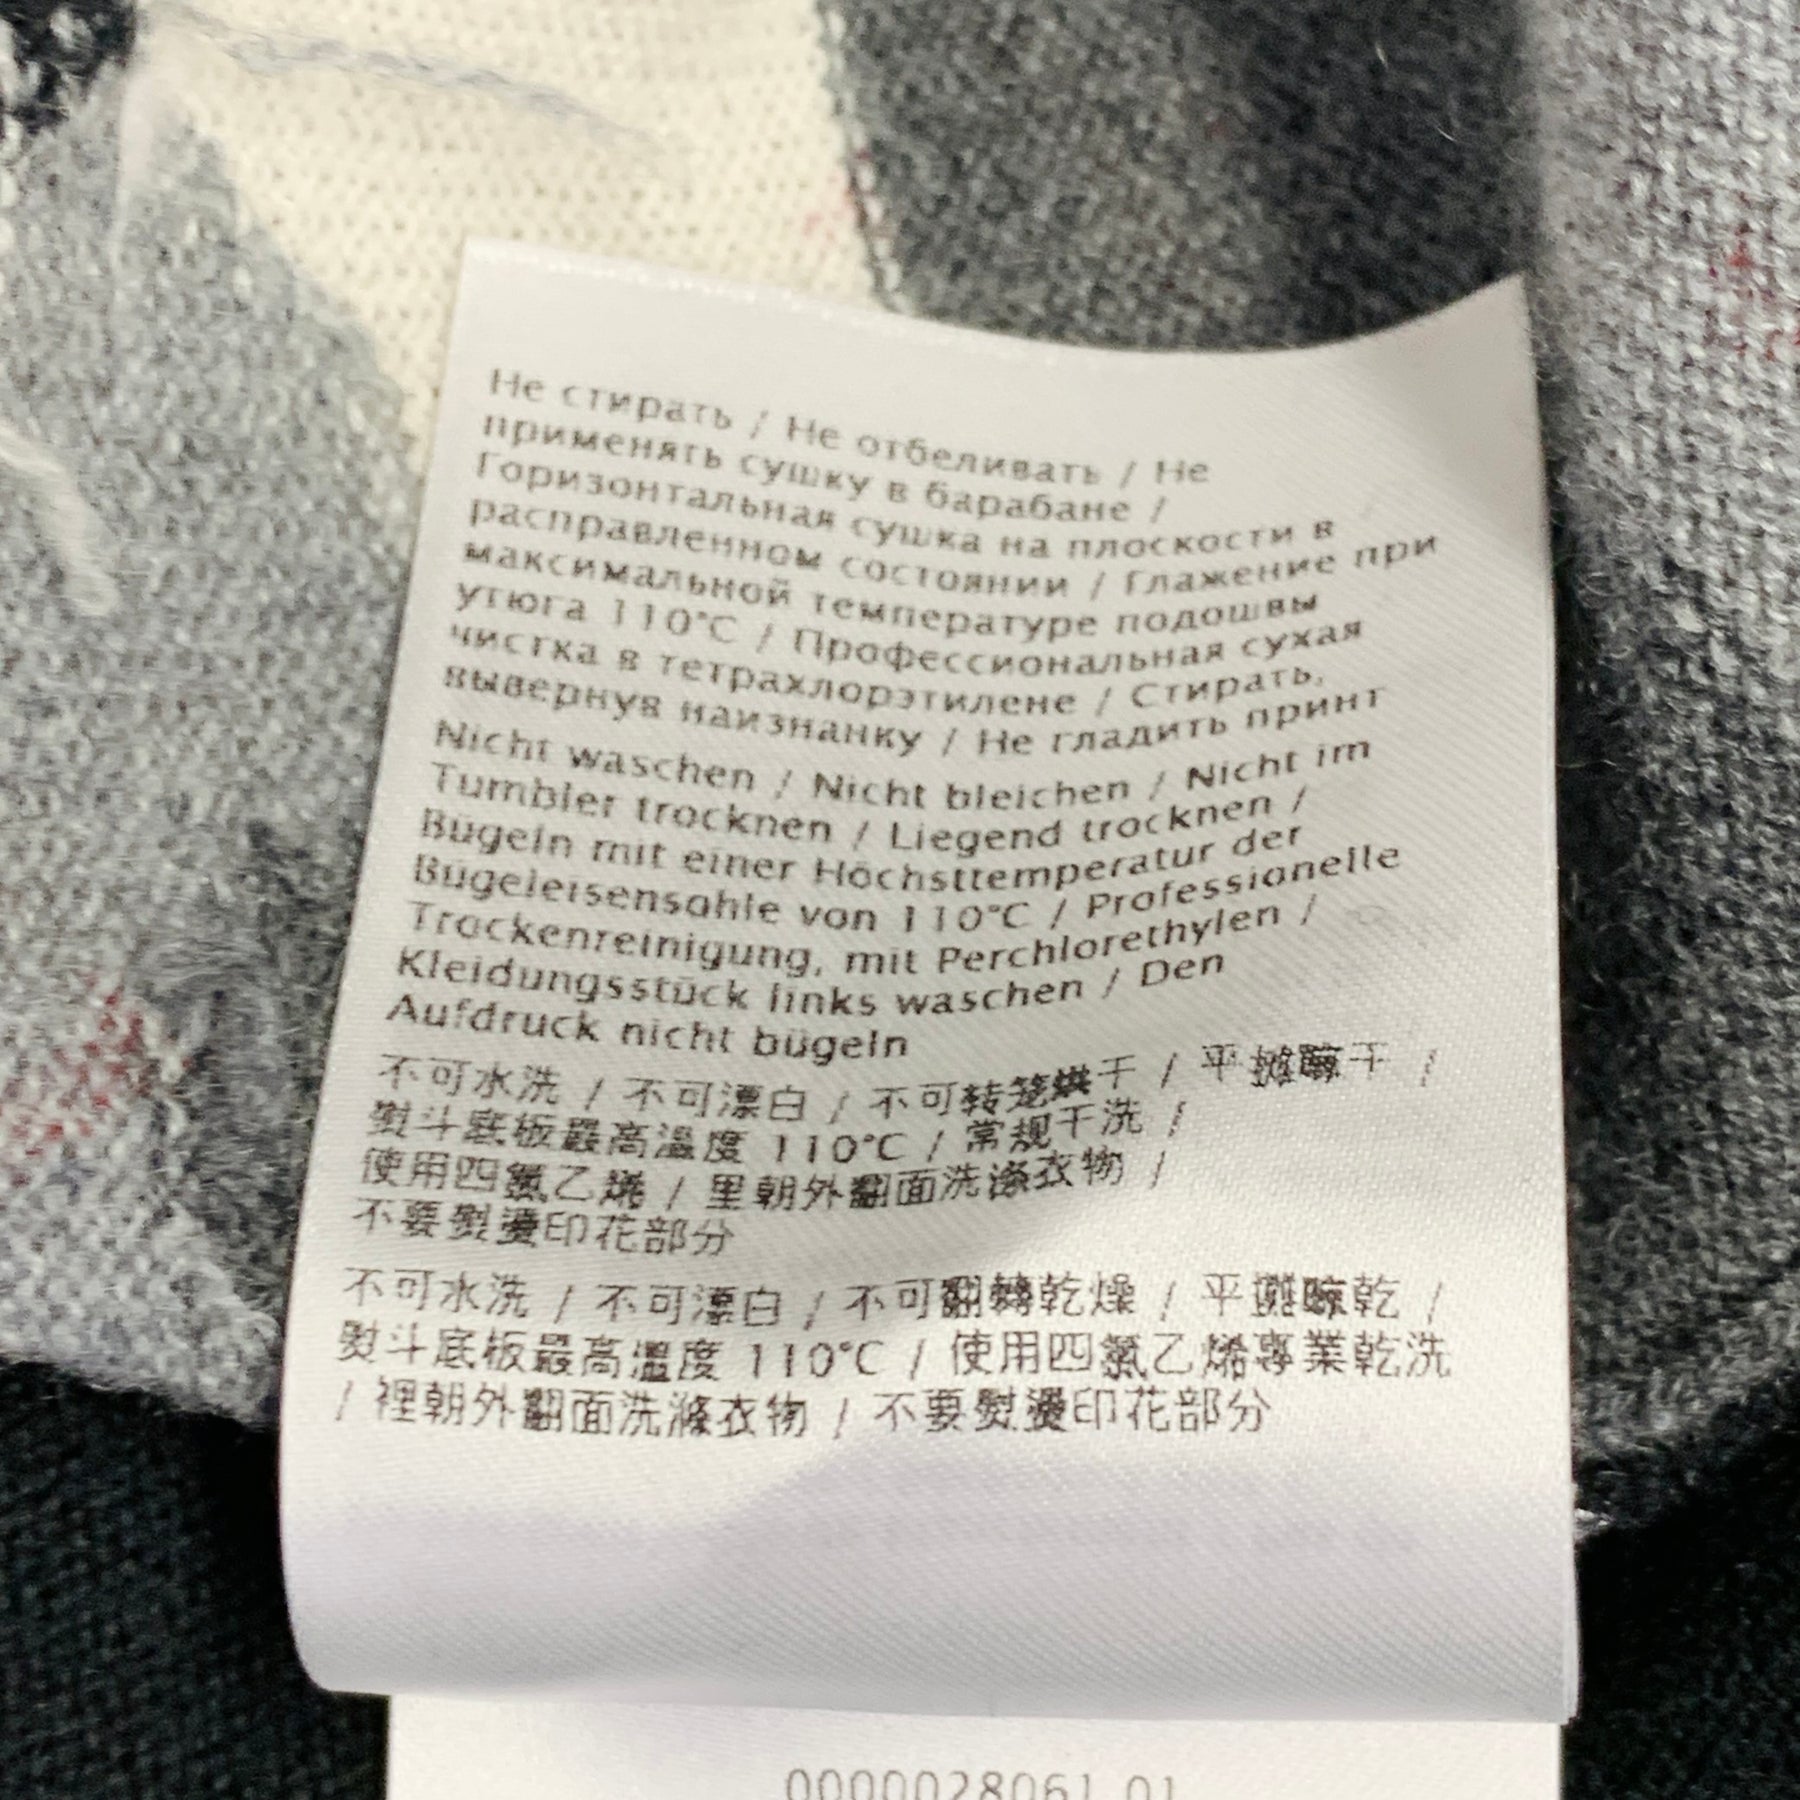 Не стирать / Не отбеливать / Не
применять сушку в барабане /
Горизонтальная сушка на плоскости в
расправленном состоянии / Глажение при
максимальной температуре подошвы
утюга 110°C / Профессиональная сухая
чистка в тетрахлорэтилене / Стирать,
вывернув наизнанку / Не гладить принт
Nicht waschen / Nicht bleichen / Nicht im
Tumbler trocknen / Liegend trocknen /
Bügeln mit einer Höchsttemperatur der
Bügeleisensohle von 110°C / Professionelle
Trockenreinigung, mit Perchlorethylen /
Kleidungsstück links waschen / Den
Aufdruck nicht bügeln
不可水洗 / 不可漂白 / 不可转笼烘干 / 平攤晾干 /
熨斗底板最高溫度 110°C / 常规干洗 /
使用四氯乙烯 / 里朝外翻面洗滌衣物 /
不要熨燙印花部分
不可水洗 / 不可漂白 / 不可翻轉乾燥 / 平攤晾乾 /
熨斗底板最高溫度 110°C / 使用四氯乙烯專業乾洗
/ 裡朝外翻面洗滌衣物 / 不要熨燙印花部分
0000028061 01